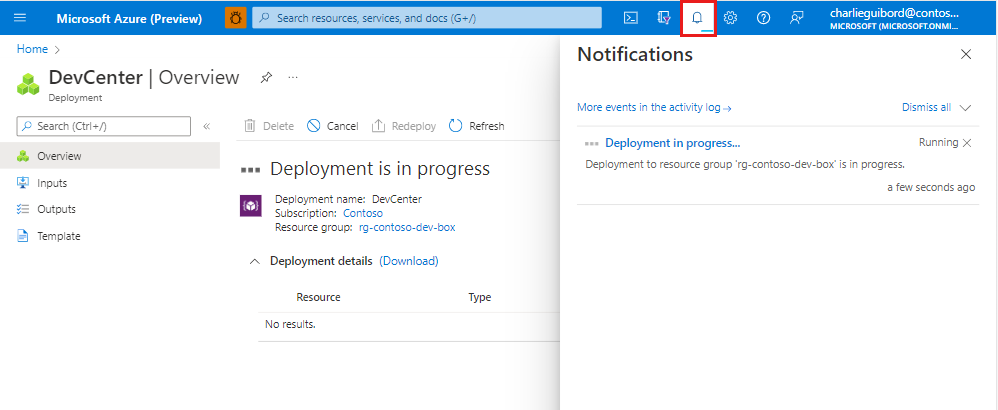 Microsoft Azure (Preview)
Search resources, services, and docs (G+/)
charlieguibord@contos...
MICROSOFT (MICROSOFT.ONMI...
Home
DevCenter | Overview
Deployment
Search (Ctrl+/)
Overview
Inputs
Outputs
Template
Delete Cancel Redeploy Refresh
Deployment is in progress
Deployment name: DevCenter
Subscription: Contoso
Resource group: rg-contoso-dev-box
Deployment details (Download)
Resource Type
No results.
Notifications
More events in the activity log→ Dismiss all
Deployment in progress... Running
Deployment to resource group 'rg-contoso-dev-box' is in progress.
a few seconds ago